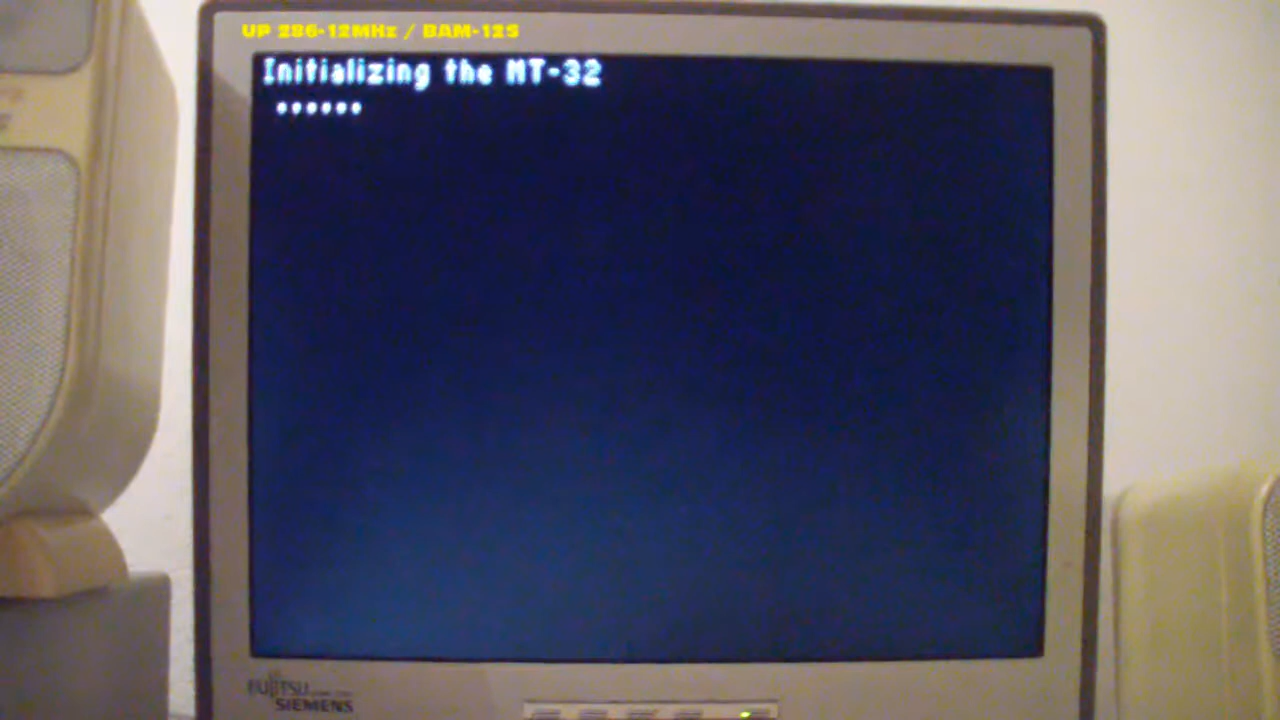 UP 286-12MHz / BAM-12S
Initializing the MT-32
......
FUJITSU
SIEMENS